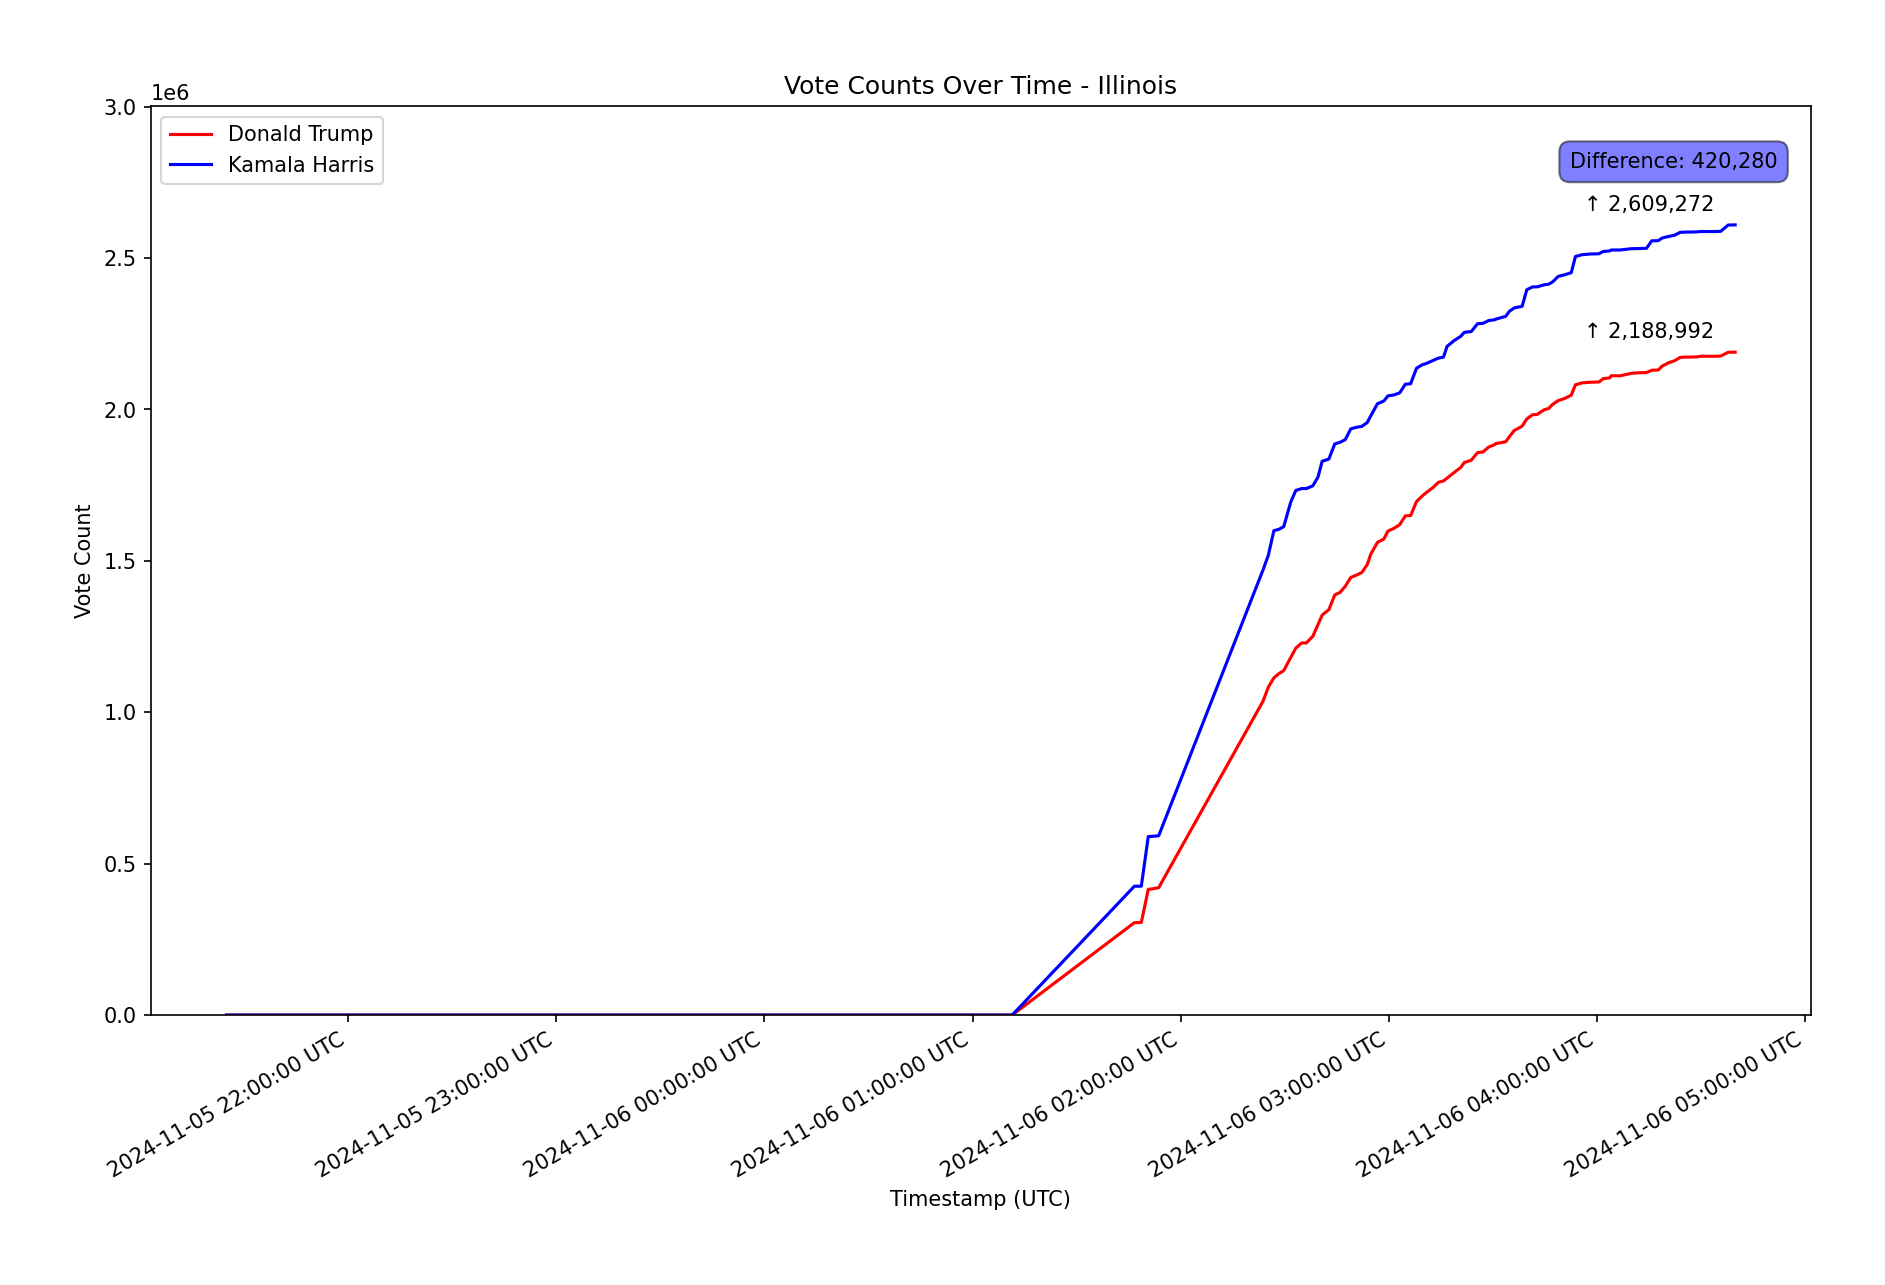 Vote Counts Over Time - Illinois
1e6
3.0
2.5
2.0
1.5
1.0
0.5
0.0
Vote Count
Donald Trump
Kamala Harris
Difference: 420,280
↑ 2,609,272
↑ 2,188,992
2024-11-05 22:00:00 UTC
2024-11-05 23:00:00 UTC
2024-11-06 00:00:00 UTC
2024-11-06 01:00:00 UTC
2024-11-06 02:00:00 UTC
2024-11-06 03:00:00 UTC
2024-11-06 04:00:00 UTC
2024-11-06 05:00:00 UTC
Timestamp (UTC)